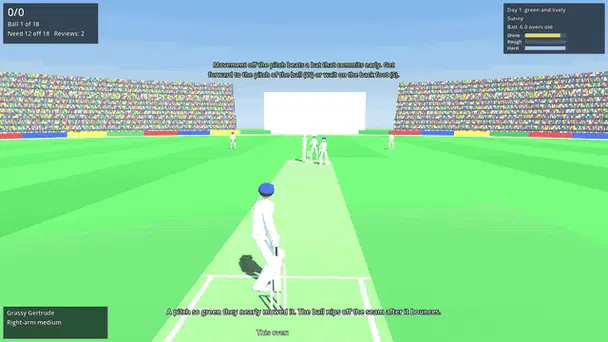 0/0
Ball 1 of 18
Need 12 off 18 Reviews: 2
Day 1: green and lively
Sunny
Ball: 6.0 overs old
Shine
Rough
Hard
Movement off the pitch beats a bat that commits early. Get
forward to the pitch of the ball (W) or wait on the back foot (S).
Grassy Gertrude
Right-arm medium
A pitch so green they nearly mowed it. The ball nips off the seam after it bounces.
This over: